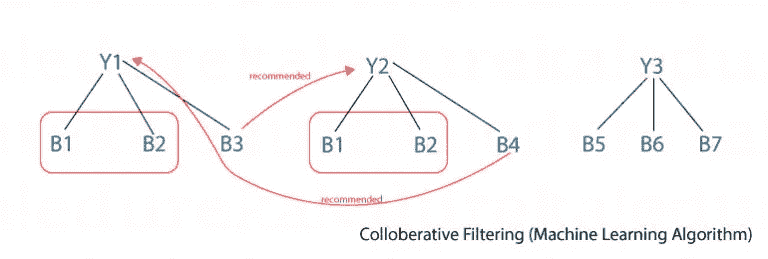 Y1 Y2 Y3
recommended
B1 B2 B3 B1 B2 B4 B5 B6 B7
recommended
Colloberative Filtering (Machine Learning Algorithm)